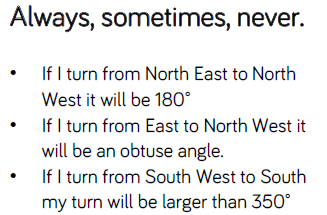 Always, sometimes, never.
• If I turn from North East to North
West it will be 180°
• If I turn from East to North West it
will be an obtuse angle.
• If I turn from South West to South
my turn will be larger than 350°